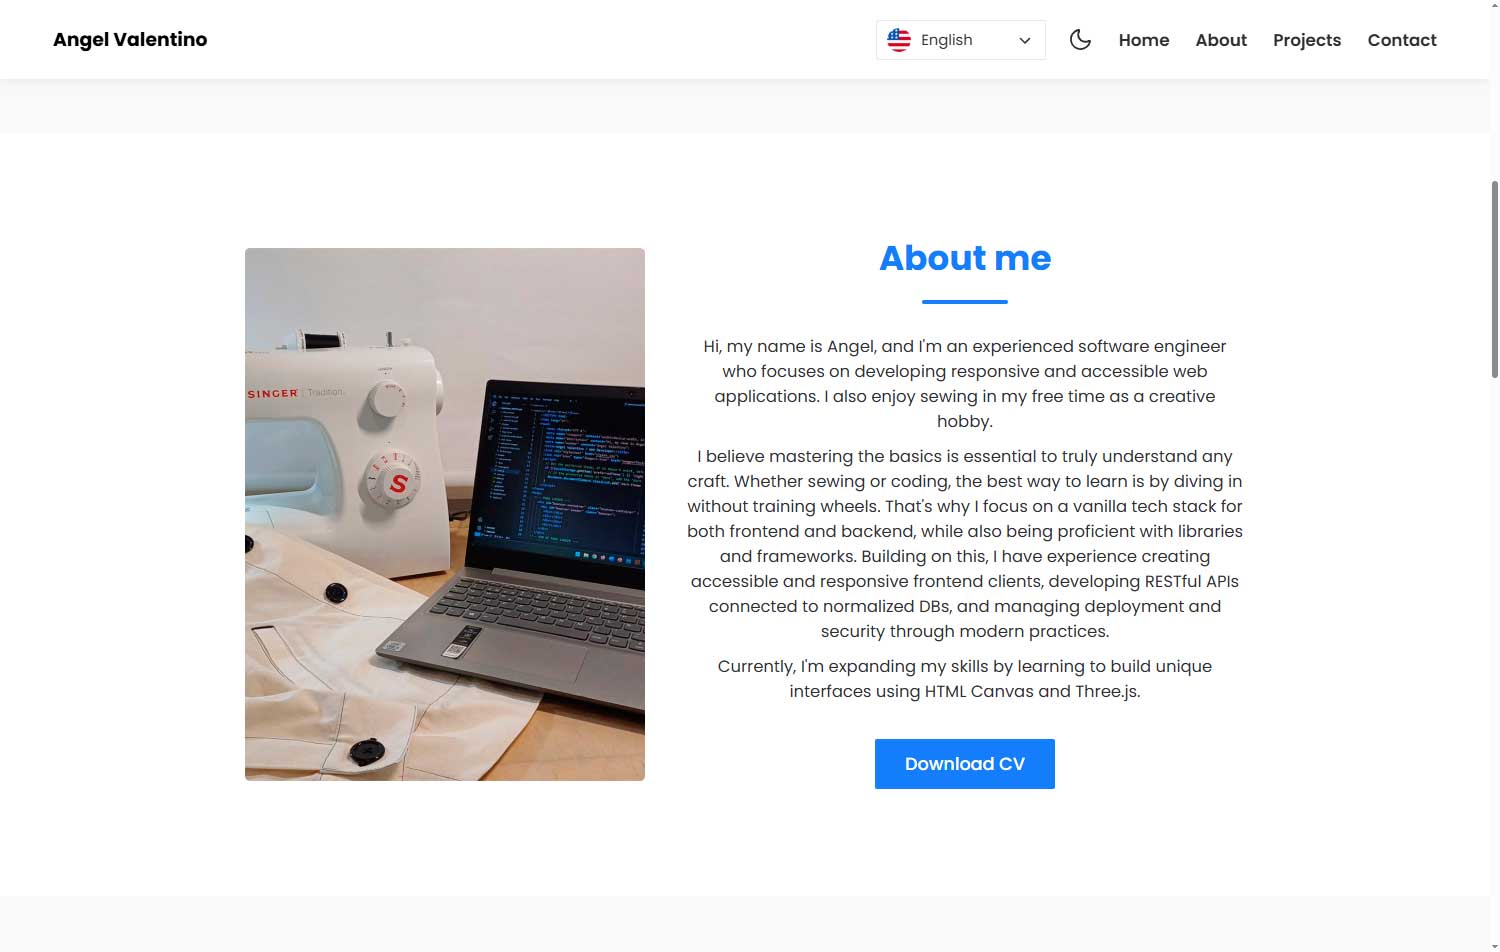 Angel Valentino
English
Home
About
Projects
Contact
About me
Hi, my name is Angel, and I'm an experienced software engineer
who focuses on developing responsive and accessible web
applications. I also enjoy sewing in my free time as a creative
hobby.
I believe mastering the basics is essential to truly understand any
craft. Whether sewing or coding, the best way to learn is by diving in
without training wheels. That's why I focus on a vanilla tech stack for
both frontend and backend, while also being proficient with libraries
and frameworks. Building on this, I have experience creating
accessible and responsive frontend clients, developing RESTful APIs
connected to normalized DBs, and managing deployment and
security through modern practices.
Currently, I'm expanding my skills by learning to build unique
interfaces using HTML Canvas and Three.js.
Download CV
SINGER Tradition
S